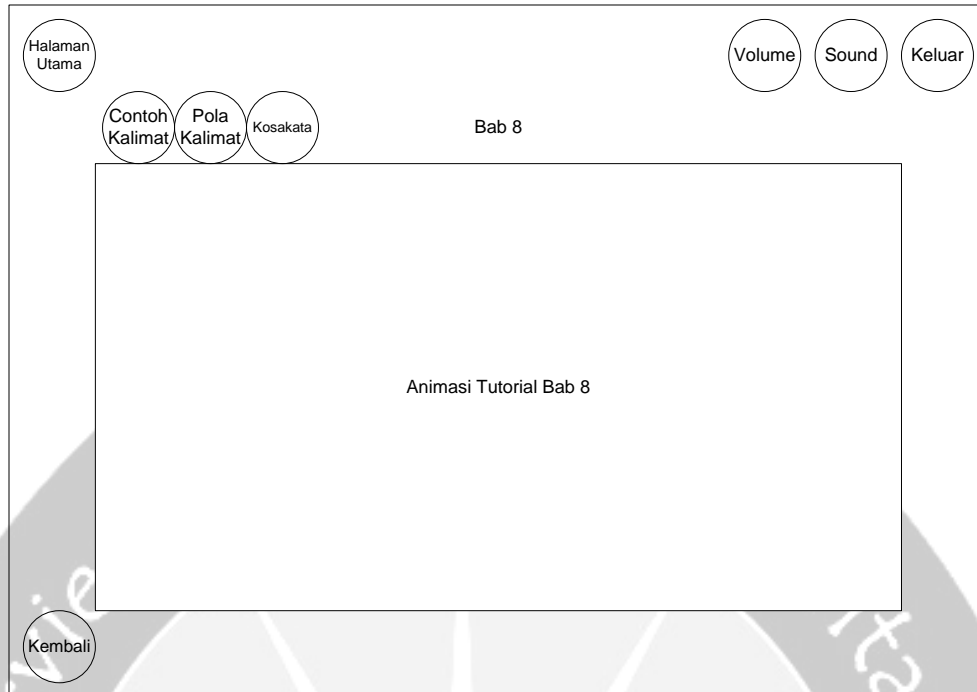 Halaman
Utama
Volume
Sound
Keluar
Contoh
Kalimat
Pola
Kalimat
Kosakata
Bab 8
Animasi Tutorial Bab 8
Kembali